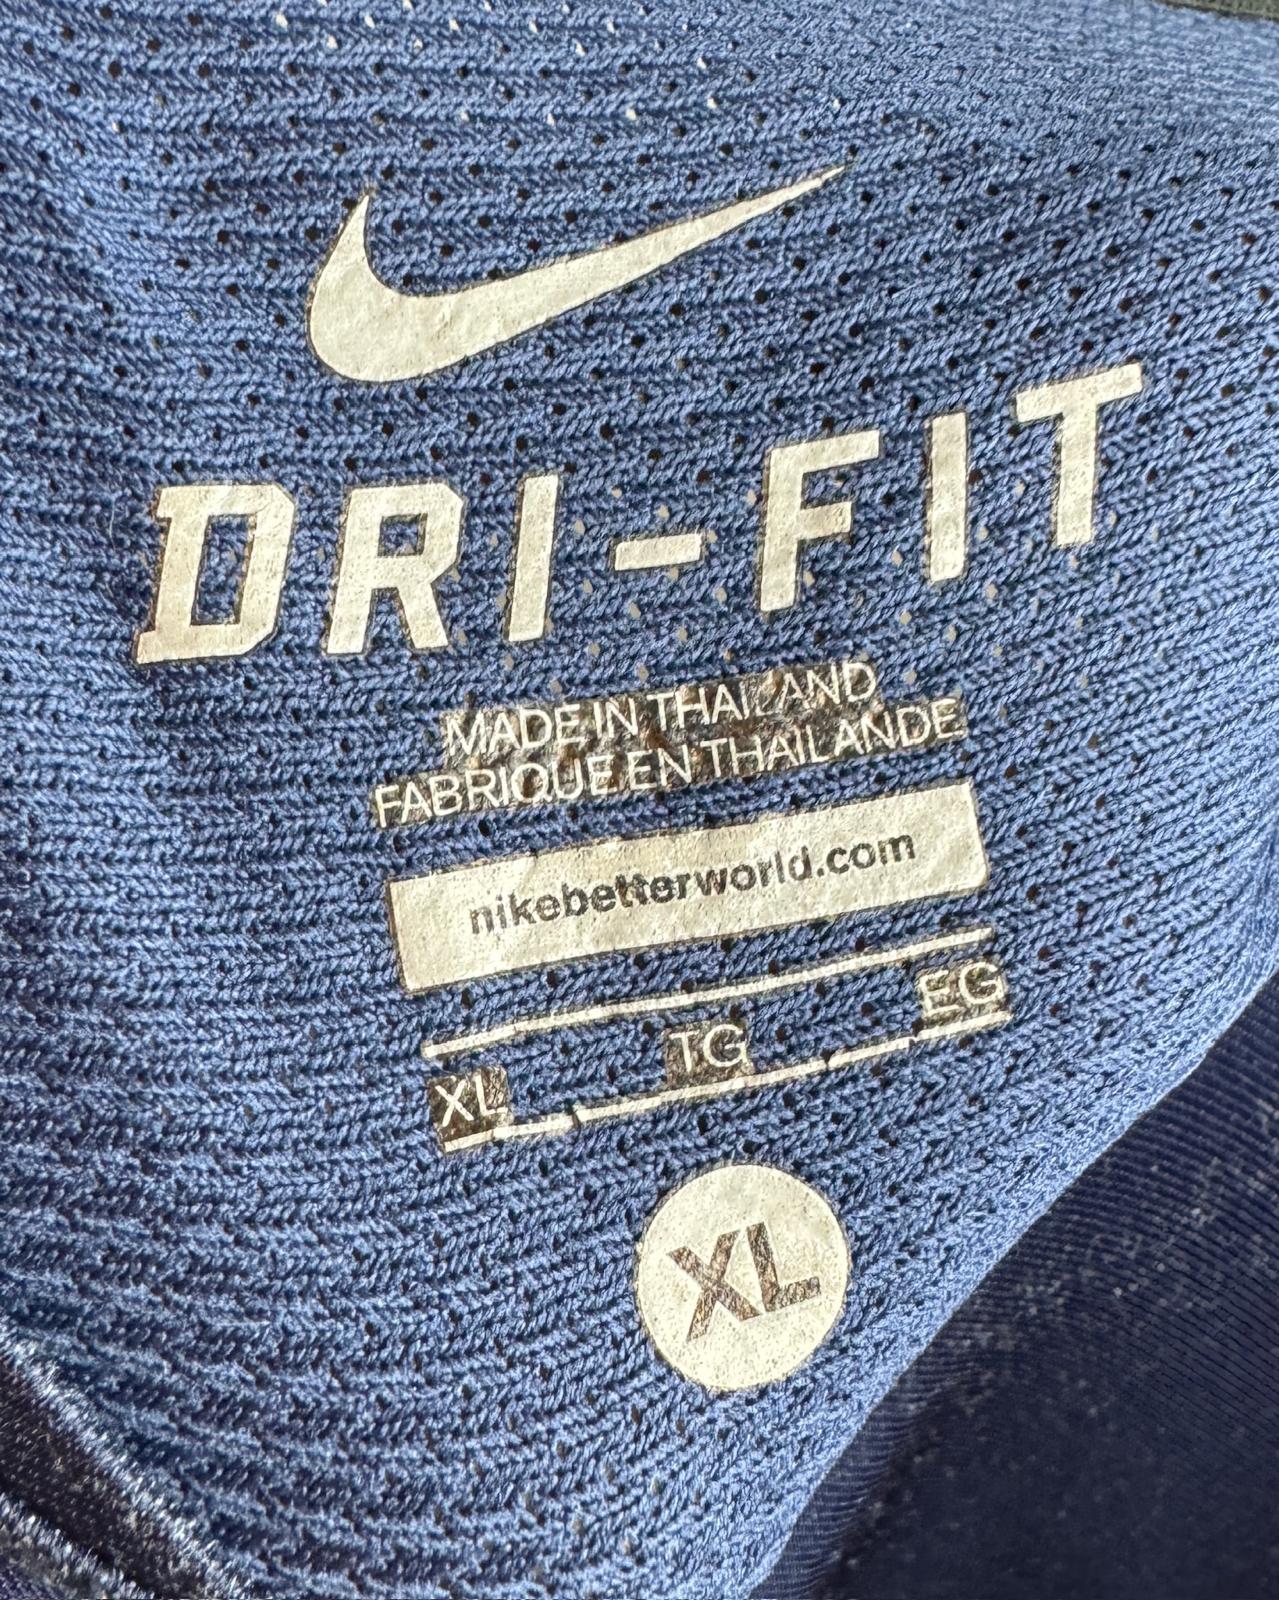 DRI-FIT
MADE IN THAILAND
FABRIQUE EN THAILANDE
nikebetterworld.com
XL TG EG
XL